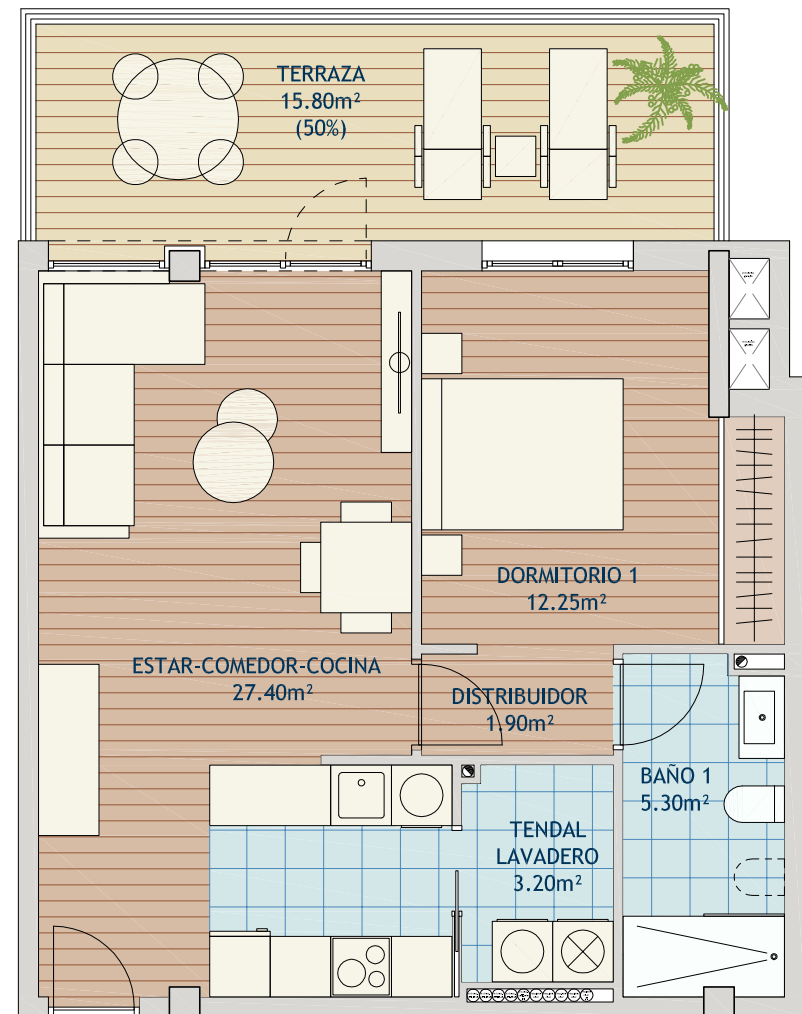 TERRAZA
15.80m²
(50%)
DORMITORIO 1
12.25m²
ESTAR-COMEDOR-COCINA
27.40m²
DISTRIBUIDOR
1.90m²
BAÑO 1
5.30m²
TENDAL
LAVADERO
3.20m²